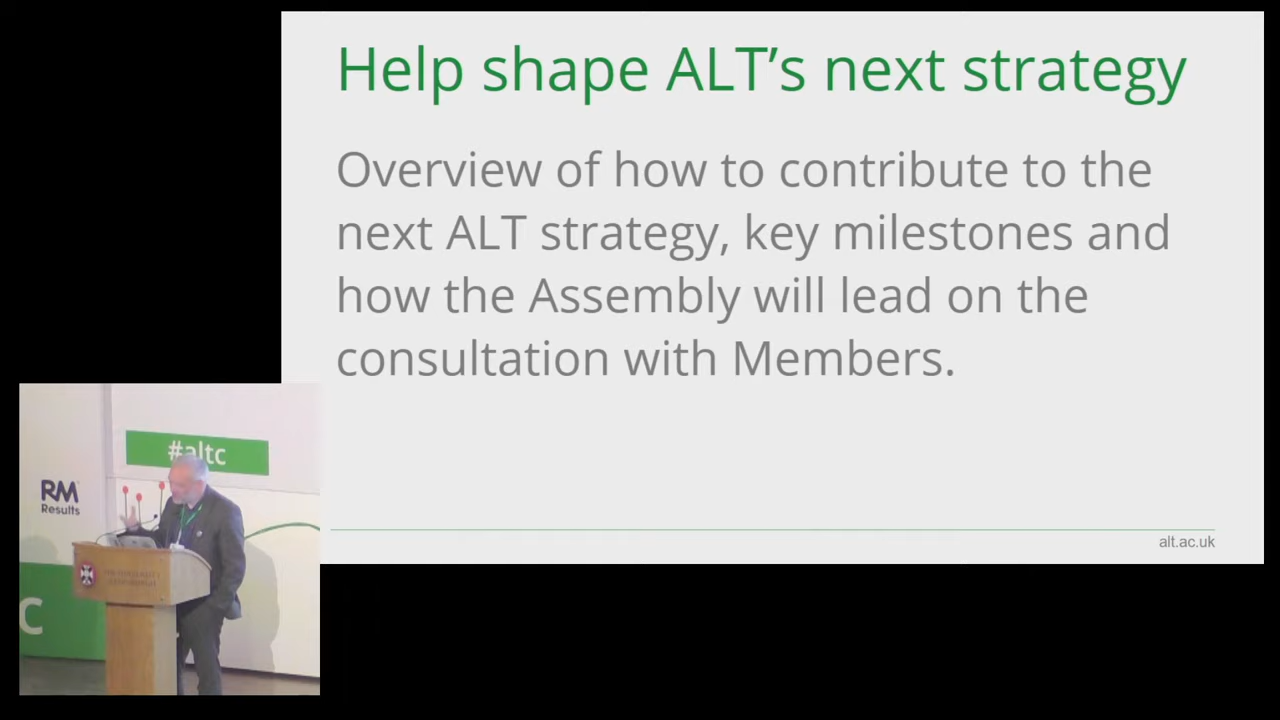 Help shape ALT’s next strategy
Overview of how to contribute to the
next ALT strategy, key milestones and
how the Assembly will lead on the
consultation with Members.
alt.ac.uk
#altc
RM
Results
C